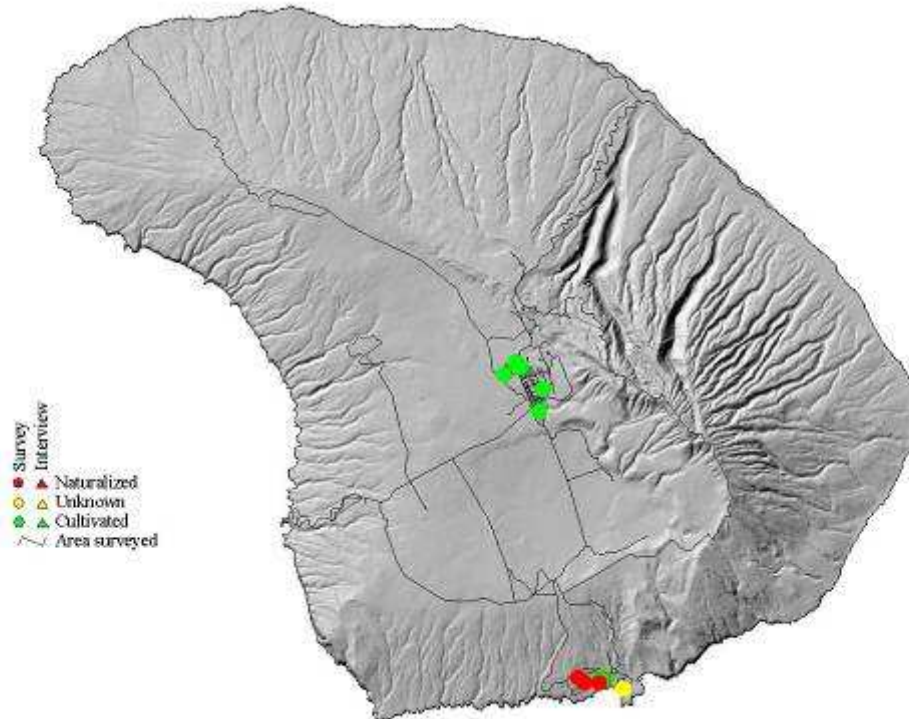 Survey
Interview
Naturalized
Unknown
Cultivated
Area surveyed